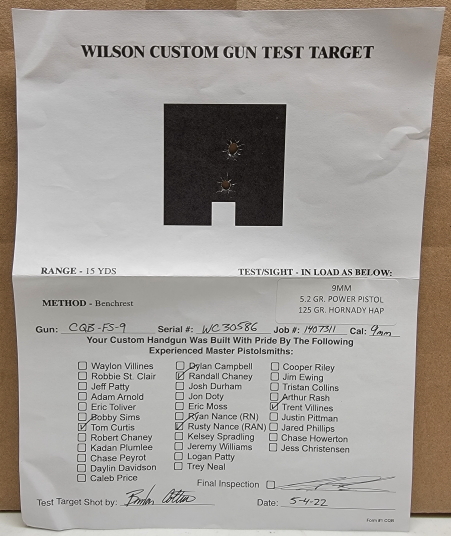 WILSON CUSTOM GUN TEST TARGET
RANGE - 15 YDS
TEST/SIGHT - IN LOAD AS BELOW:
9MM
5.2 GR. POWER PISTOL
125 GR. HORNADY HAP
METHOD - Benchrest
Gun: CQB-FS-9 Serial #: WC30586 Job #: 1407311 Cal: 9mm
Your Custom Handgun Was Built With Pride By The Following
Experienced Master Pistolsmiths:
Waylon Villines Dylan Campbell Cooper Riley
Robbie St. Clair Randall Chaney Jim Ewing
Jeff Patty Josh Durham Tristan Collins
Adam Arnold Jon Doty Arthur Rash
Eric Toliver Eric Moss Trent Villines
Bobby Sims Ryan Nance (RN) Justin Pittman
Tom Curtis Rusty Nance (RAN) Jared Phillips
Robert Chaney Kelsey Spradling Chase Howerton
Kadan Plumlee Jeremy Williams Jess Christensen
Chase Peyrot Logan Patty
Daylin Davidson Trey Neal
Caleb Price
Final Inspection
Test Target Shot by: Date: 5-4-22
Form #1 CQB